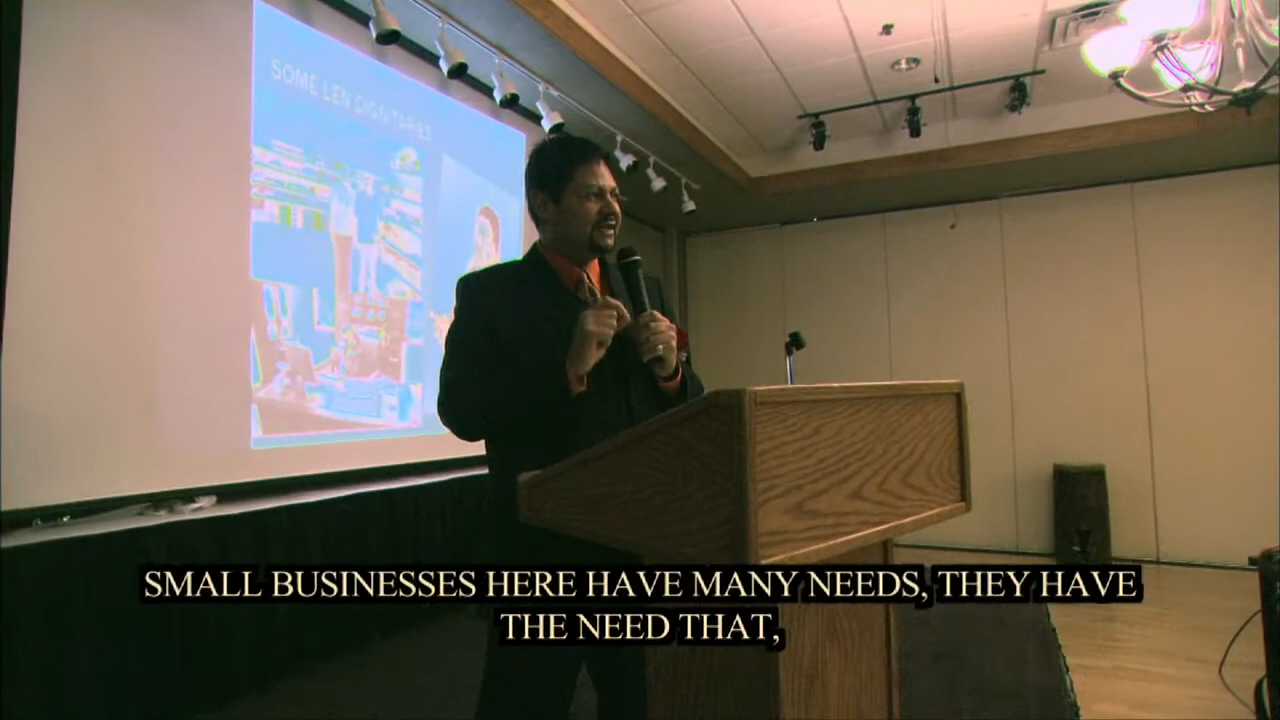 SOME LEN DIGNITARIES
SMALL BUSINESSES HERE HAVE MANY NEEDS, THEY HAVE
THE NEED THAT,